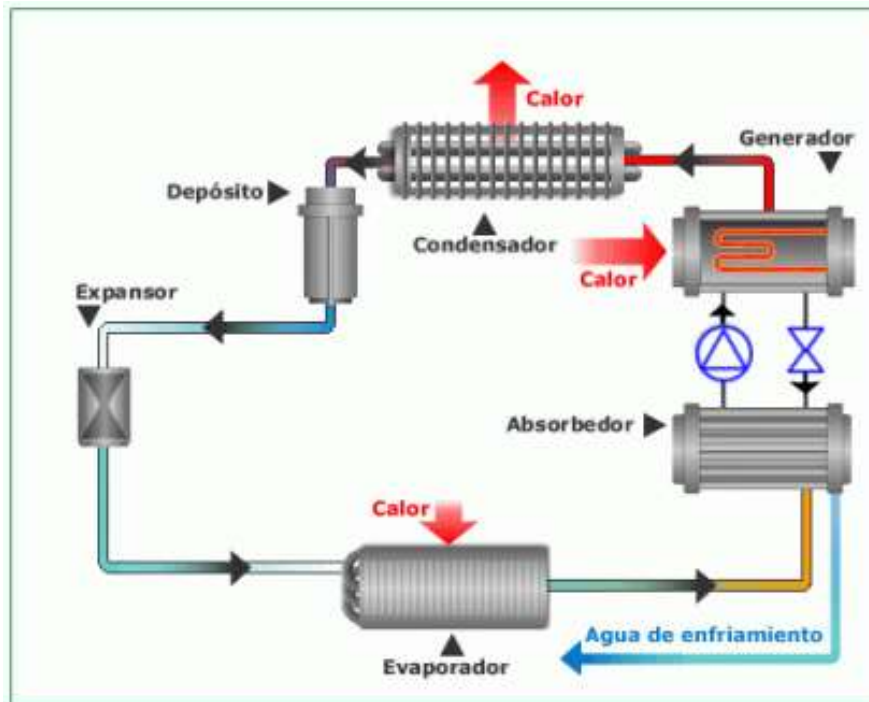 Calor
Generador
Depósito
Condensador
Calor
Expansor
Absorbedor
Calor
Agua de enfriamiento
Evaporador